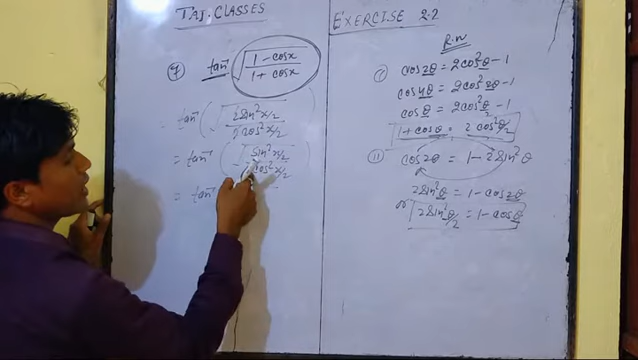 TAJ CLASSES
EXERCISE 2.2
⑦ tan⁻¹ √((1-cosx)/(1+cosx))
tan⁻¹ (√((2sin²x/2)/(2cos²x/2)))
= tan⁻¹ (√((sin²x/2)/(cos²x/2)))
= tan⁻¹
R.W
(i) cos2θ = 2cos²θ-1
cos4θ = 2cos²2θ-1
cosθ = 2cos²θ/2-1
1+cosθ = 2cos²θ/2
(ii) cos2θ = 1-2sin²θ
2sin²θ = 1-cos2θ
or 2sin²θ/2 = 1-cosθ